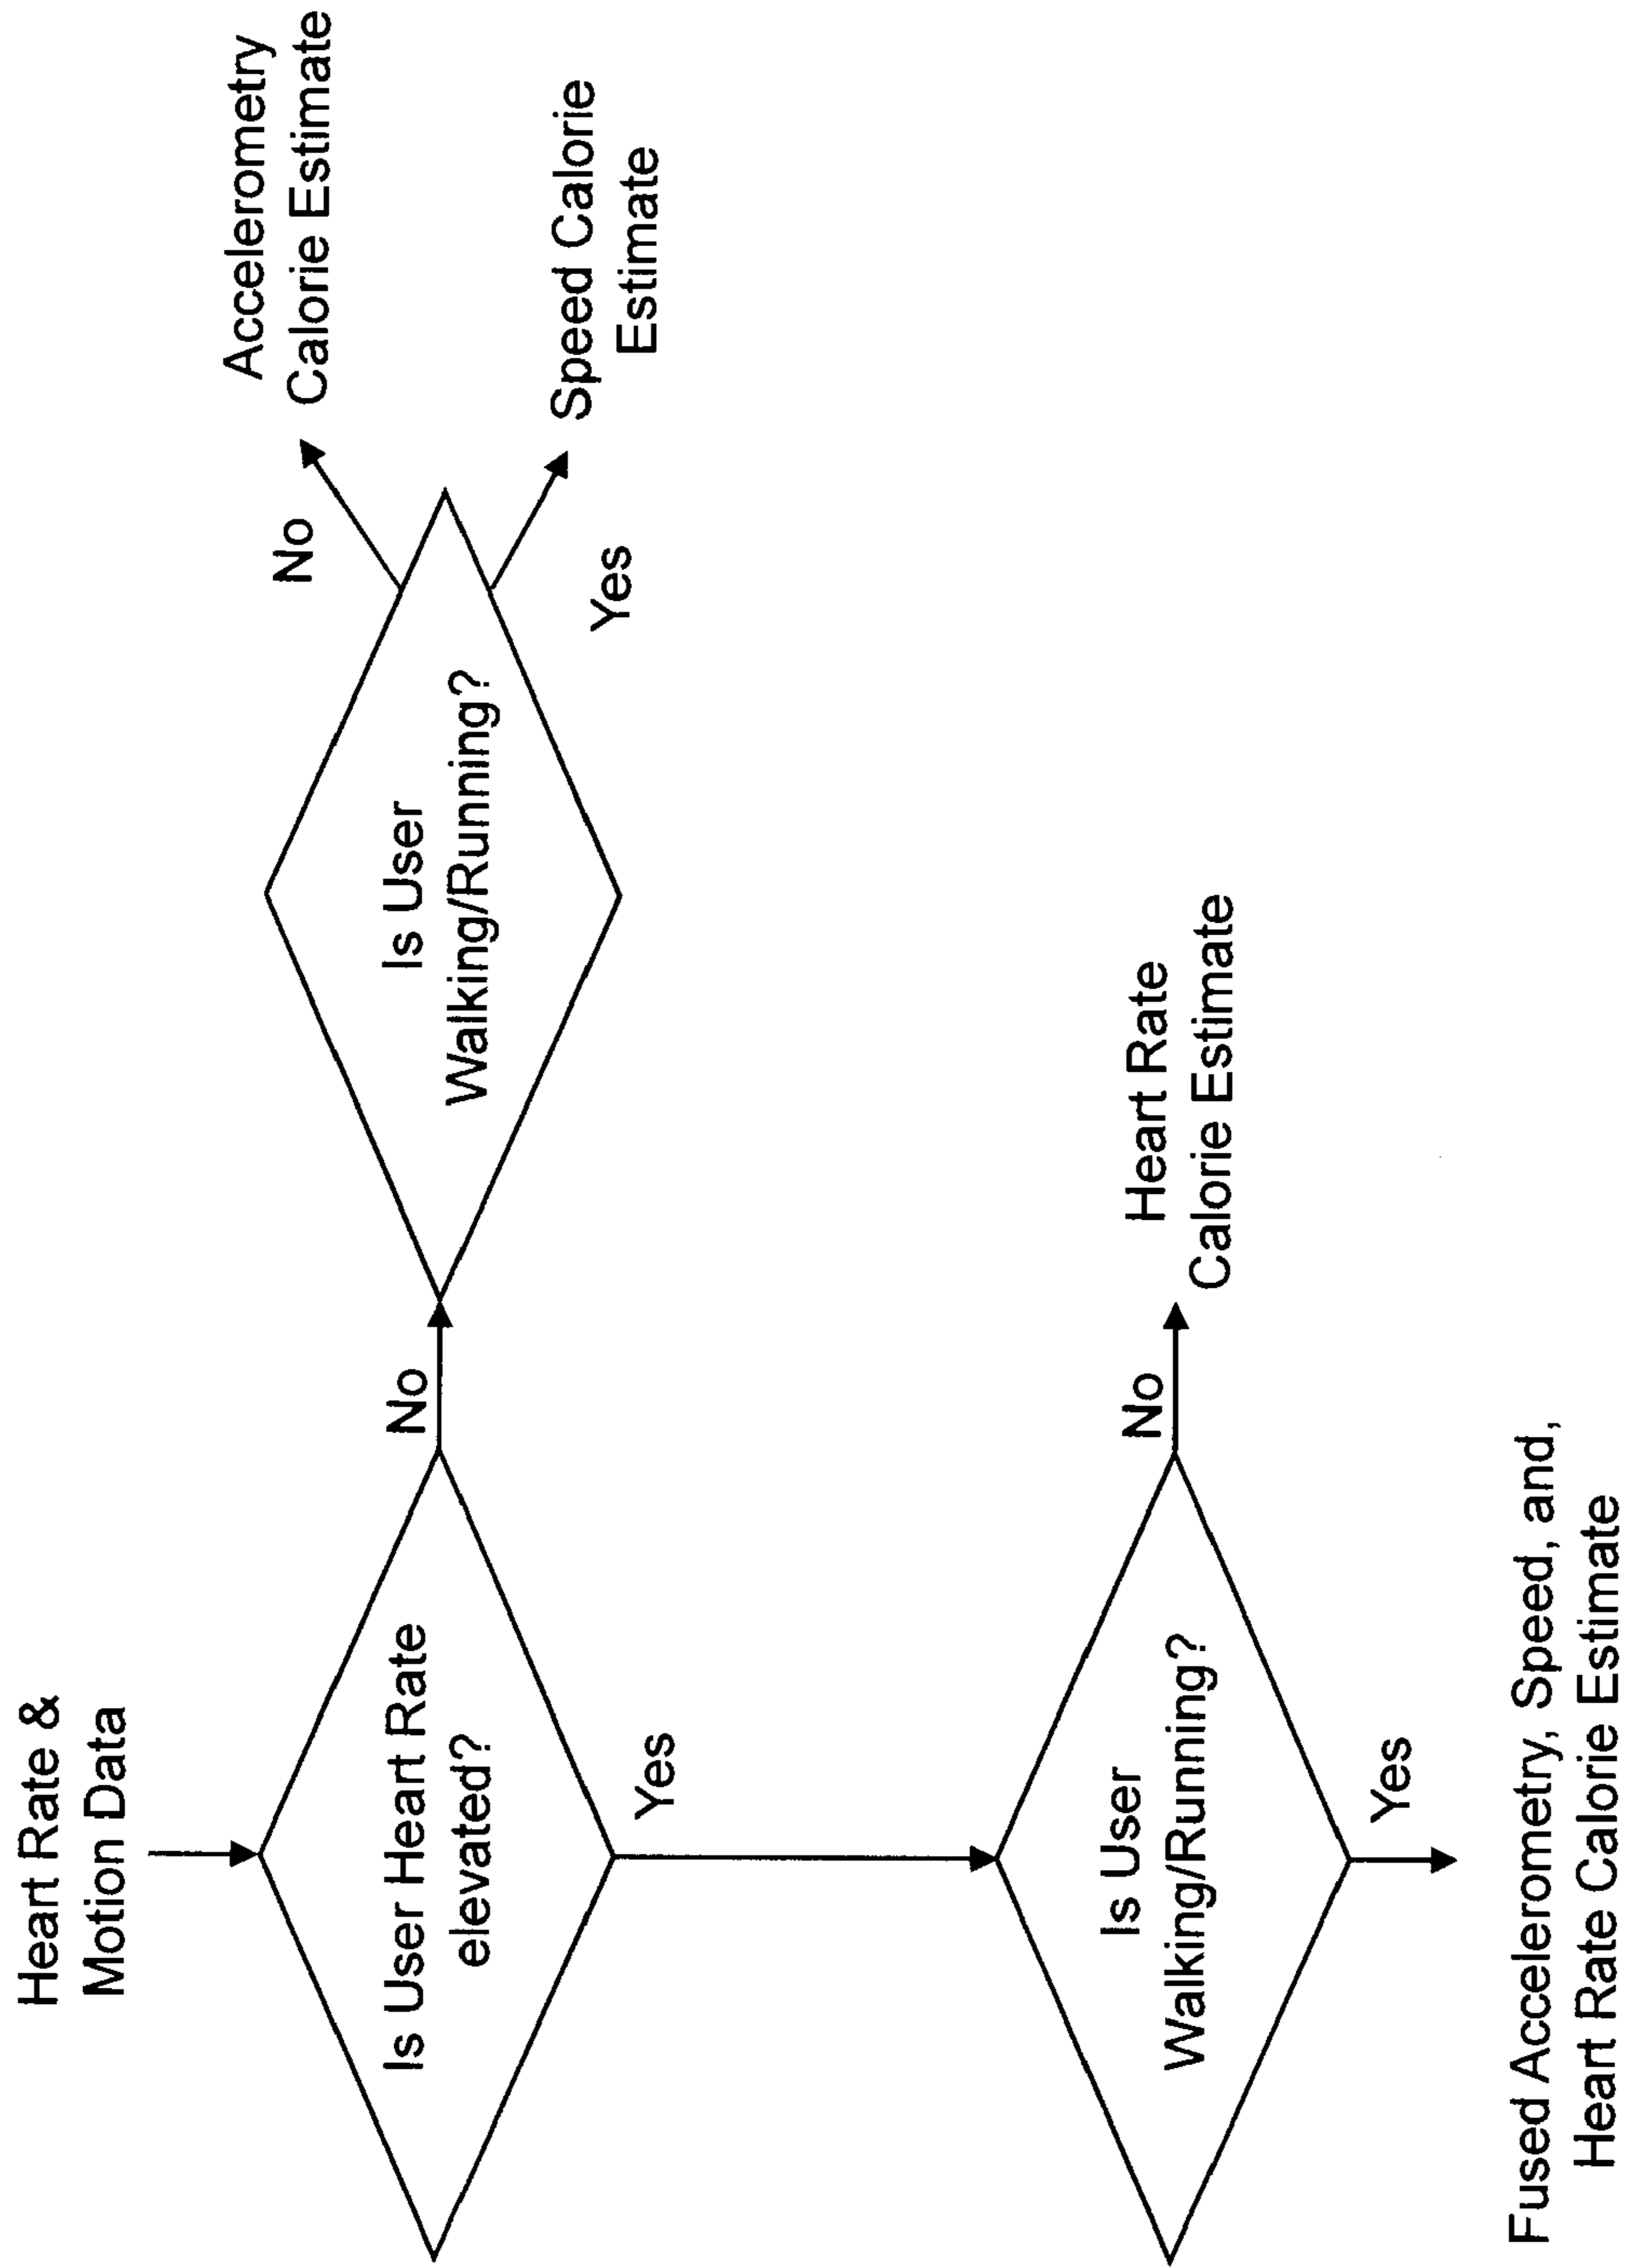 Heart Rate &
Motion Data
Is User Heart Rate
elevated?
No
Is User
Walking/Running?
No
Accelerometry
Calorie Estimate
Yes
Speed Calorie
Estimate
Yes
Is User
Walking/Running?
No
Heart Rate
Calorie Estimate
Yes
Fused Accelerometry, Speed, and,
Heart Rate Calorie Estimate